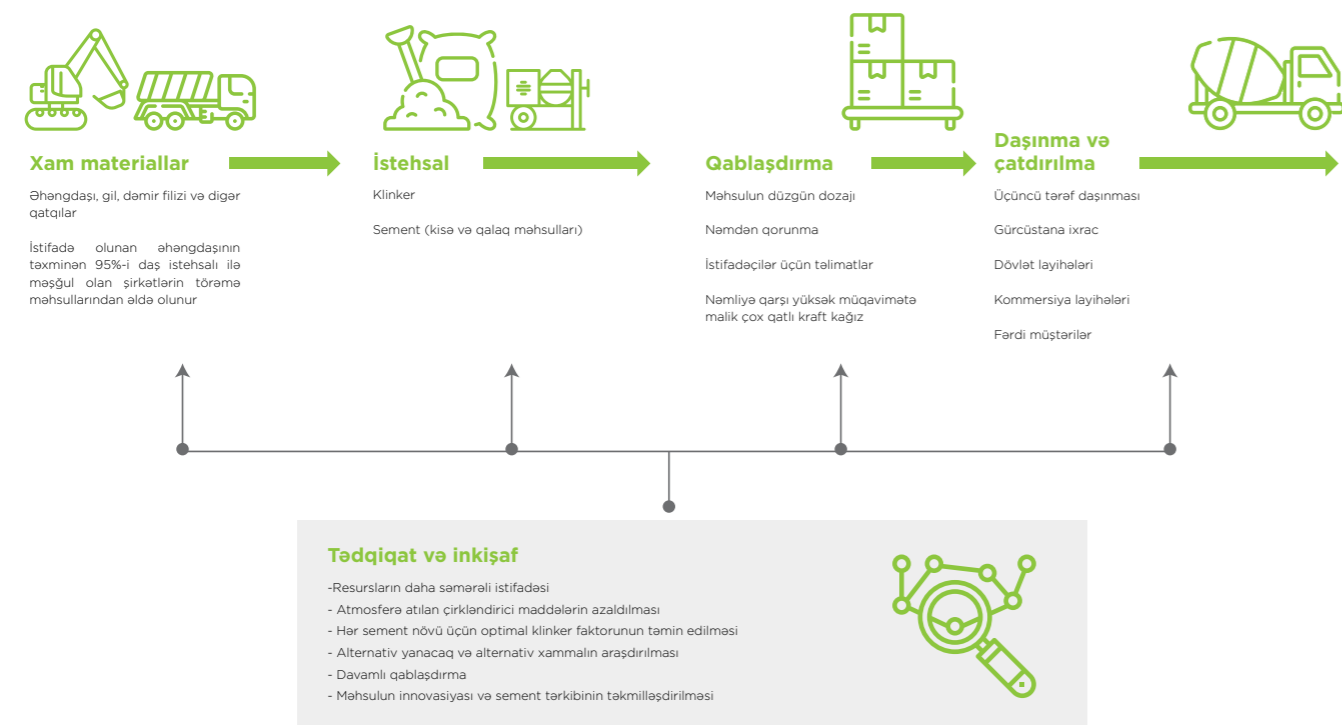 Xam materiallar
Əhəngdaşı, gil, dəmir filizi və digər
qatqılar
İstifadə olunan əhəngdaşının
təxminən 95%-i daş istehsalı ilə
məşğul olan şirkətlərin törəmə
məhsullarından əldə olunur
İstehsal
Klinker
Sement (kisə və qalaq məhsulları)
Qablaşdırma
Məhsulun düzgün dozajı
Nəmdən qorunma
İstifadəçilər üçün təlimatlar
Nəmliyə qarşı yüksək müqavimətə
malik çox qatlı kraft kağız
Daşınma və
çatdırılma
Üçüncü tərəf daşınması
Gürcüstana ixrac
Dövlət layihələri
Kommersiya layihələri
Fərdi müştərilər
Tədqiqat və inkişaf
-Resursların daha səmərəli istifadəsi
- Atmosferə atılan çirkləndirici maddələrin azaldılması
- Hər sement növü üçün optimal klinker faktorunun təmin edilməsi
- Alternativ yanacaq və alternativ xammalın araşdırılması
- Davamlı qablaşdırma
- Məhsulun innovasiyası və sement tərkibinin təkmilləşdirilməsi